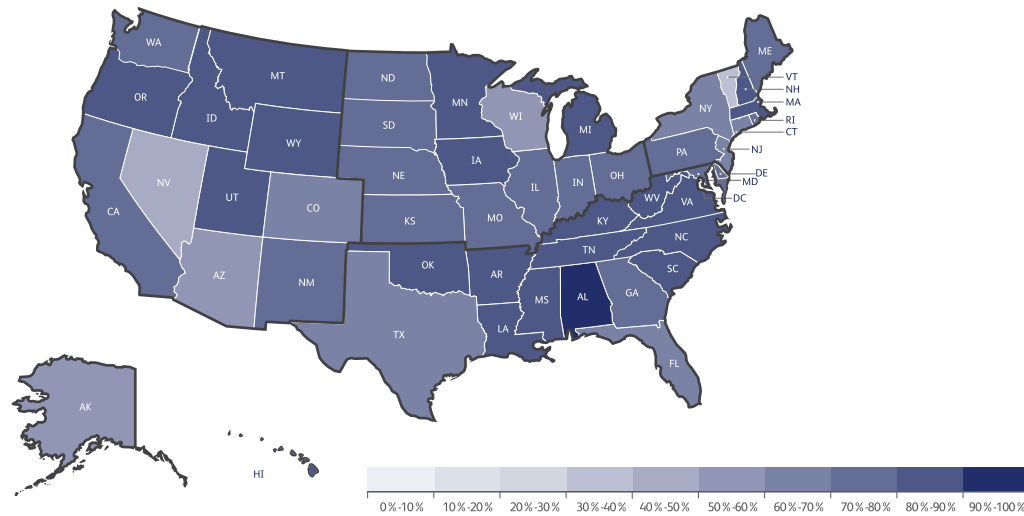 WA
ME
MT
ND
VT
OR
NH
MN
MA
NY
WI
ID
RI
SD
MI
CT
WY
NJ
PA
IA
NE
DE
OH
MD
NV
IN
IL
UT
WV
DC
VA
CO
CA
MO
KS
KY
NC
TN
OK
SC
AZ
AR
NM
GA
AL
MS
LA
TX
FL
AK
HI
0%-10% 10%-20% 20%-30% 30%-40% 40%-50% 50%-60% 60%-70% 70%-80% 80%-90% 90%-100%